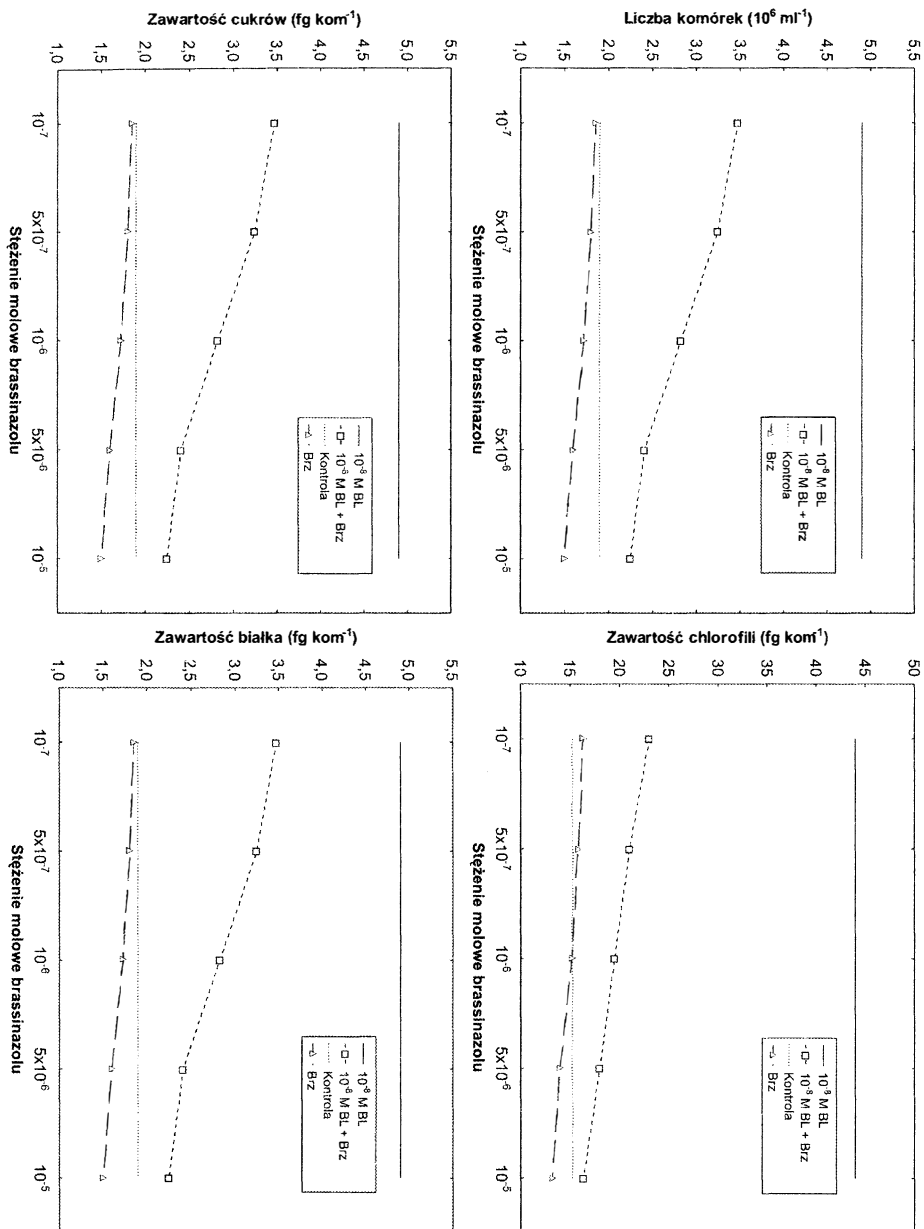 Liczba komórek (10⁶ ml⁻¹)
5,5
5,0
4,5
4,0
3,5
3,0
2,5
2,0
1,5
1,0
10⁻⁸ M BL
10⁻⁸ M BL + Brz
Kontrola
Brz
10⁻⁷ 5x10⁻⁷ 10⁻⁶ 5x10⁻⁶ 10⁻⁵
Stężenie molowe brassinazolu
Zawartość chlorofili (fg kom⁻¹)
50
45
40
35
30
25
20
15
10
10⁻⁸ M BL
10⁻⁸ M BL + Brz
Kontrola
Brz
10⁻⁷ 5x10⁻⁷ 10⁻⁶ 5x10⁻⁶ 10⁻⁵
Stężenie molowe brassinazolu
Zawartość cukrów (fg kom⁻¹)
5,5
5,0
4,5
4,0
3,5
3,0
2,5
2,0
1,5
1,0
10⁻⁸ M BL
10⁻⁸ M BL + Brz
Kontrola
Brz
10⁻⁷ 5x10⁻⁷ 10⁻⁶ 5x10⁻⁶ 10⁻⁵
Stężenie molowe brassinazolu
Zawartość białka (fg kom⁻¹)
5,5
5,0
4,5
4,0
3,5
3,0
2,5
2,0
1,5
1,0
10⁻⁸ M BL
10⁻⁸ M BL + Brz
Kontrola
Brz
10⁻⁷ 5x10⁻⁷ 10⁻⁶ 5x10⁻⁶ 10⁻⁵
Stężenie molowe brassinazolu